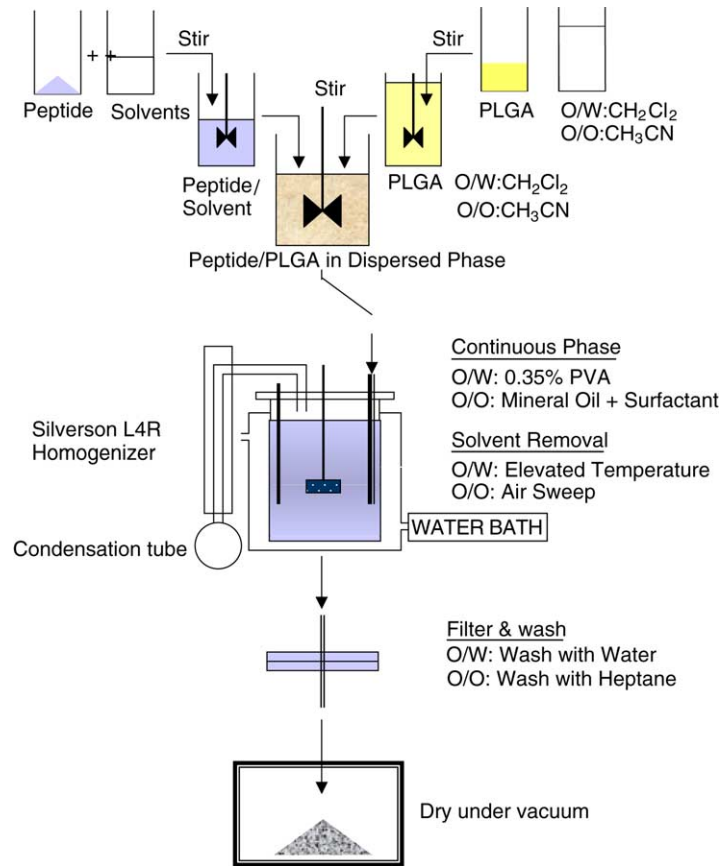 Stir
Stir
+ +
Peptide
Solvents
Stir
PLGA
O/W:CH₂Cl₂
O/O:CH₃CN
Peptide/
Solvent
PLGA
O/W:CH₂Cl₂
O/O:CH₃CN
Peptide/PLGA in Dispersed Phase
Continuous Phase
O/W: 0.35% PVA
O/O: Mineral Oil + Surfactant
Silverson L4R
Homogenizer
Solvent Removal
O/W: Elevated Temperature
O/O: Air Sweep
WATER BATH
Condensation tube
Filter & wash
O/W: Wash with Water
O/O: Wash with Heptane
Dry under vacuum